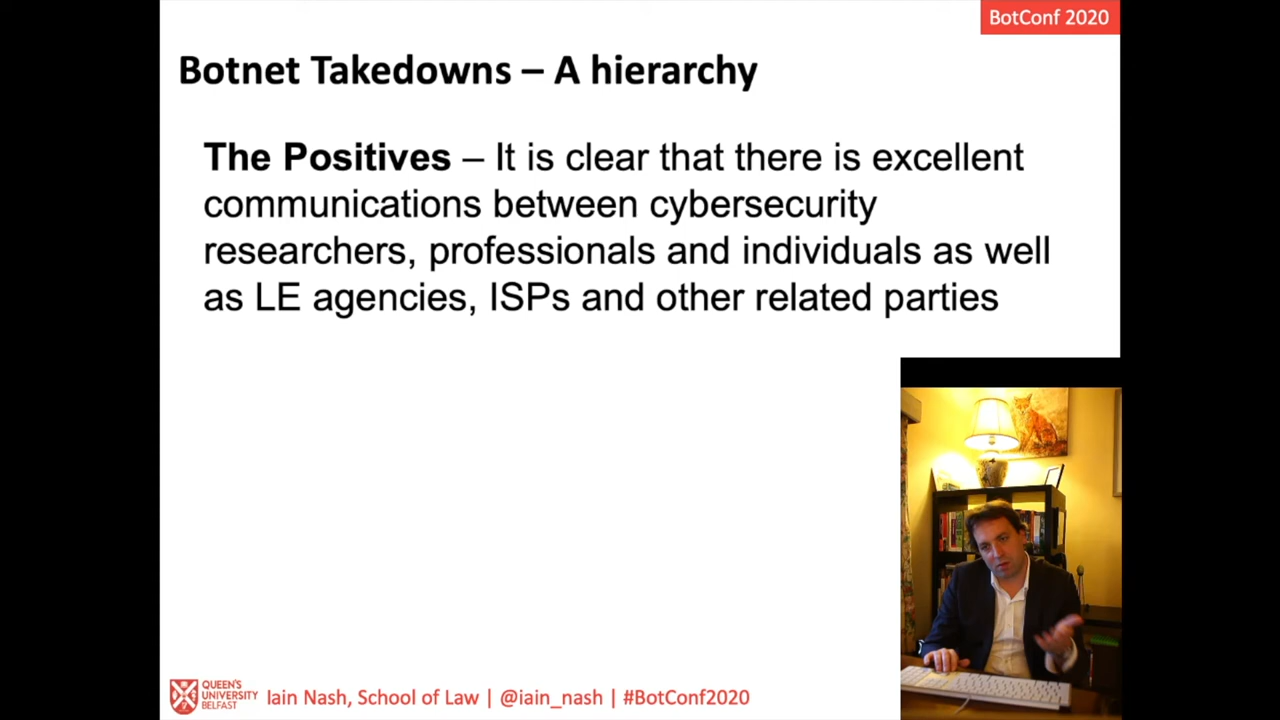 BotConf 2020
Botnet Takedowns – A hierarchy
The Positives – It is clear that there is excellent
communications between cybersecurity
researchers, professionals and individuals as well
as LE agencies, ISPs and other related parties
QUEEN'S
UNIVERSITY
BELFAST
Iain Nash, School of Law | @iain_nash | #BotConf2020